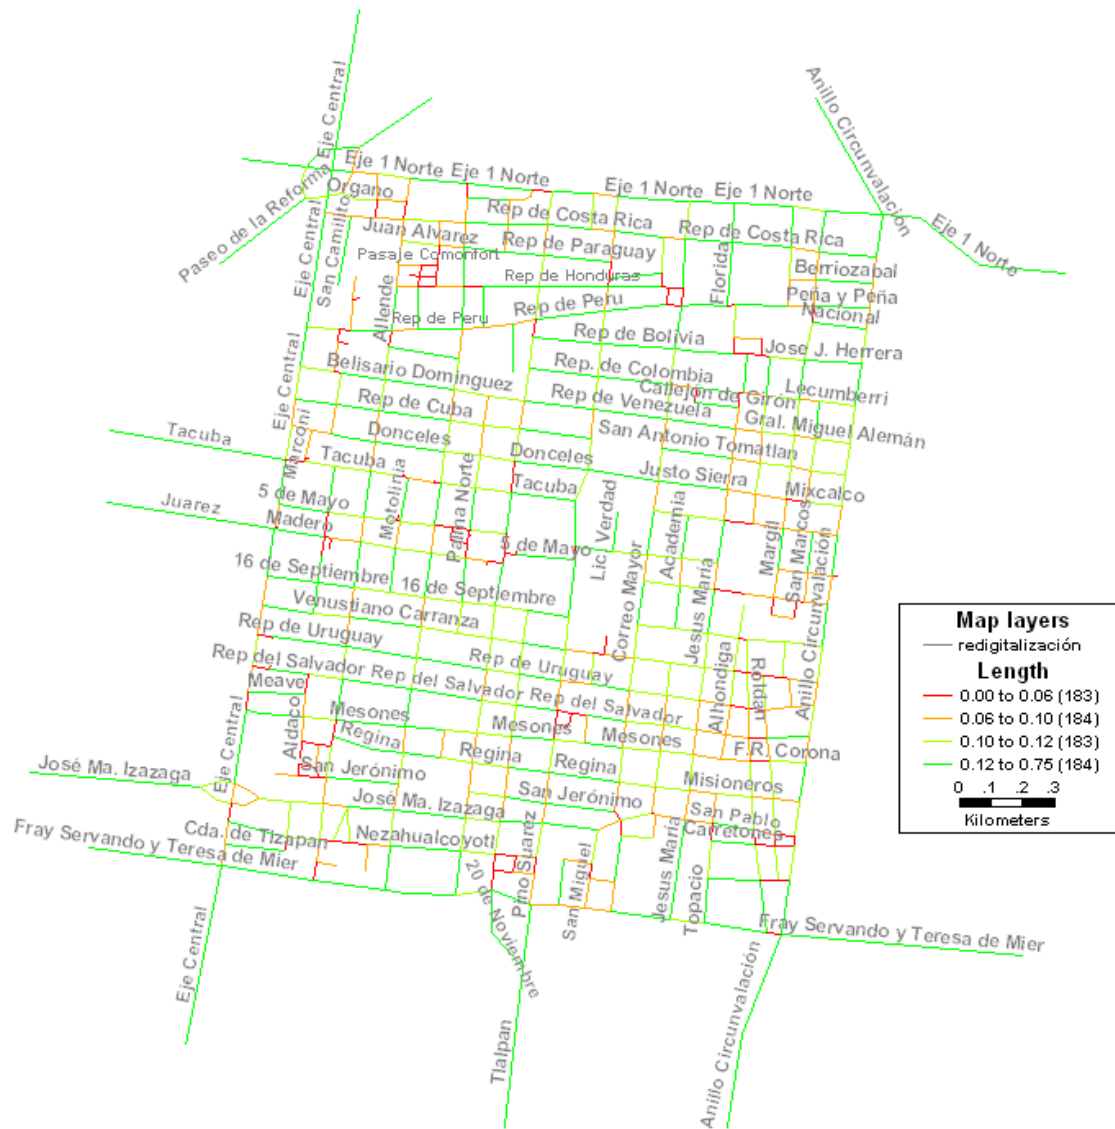 Eje Central
Anillo Circunvalación
Eje 1 Norte
Eje 1 Norte
Eje 1 Norte
Eje 1 Norte
Eje 1 Norte
Paseo de la Reforma
Organo
San Camilito
Eje Central
Rep de Costa Rica
Rep de Costa Rica
Juan Alvarez
Rep de Paraguay
Pasaje Comonfort
Rep de Honduras
Florida
Berriozabal
Peña y Peña
Nacional
Allende
Rep de Peru
Rep de Peru
Rep de Bolivia
José J. Herrera
Belisario Dominguez
Rep. de Colombia
Callejon de Girón
Lecumberri
Eje Central
Rep de Cuba
Rep de Venezuela
Gral. Miguel Alemán
Marconi
Tacuba
Donceles
Donceles
San Antonio Tomatlan
Tacuba
Motolinia
Palma Norte
Tacuba
Justo Sierra
Mixcalco
Juarez
5 de Mayo
Madero
5 de Mayo
Lic. Verdad
Correo Mayor
Academia
Jesus Maria
Margil
San Marcos
Anillo Circunvalación
16 de Septiembre
16 de Septiembre
Venustiano Carranza
Rep de Uruguay
Rep de Uruguay
Rep del Salvador
Rep del Salvador
Rep del Salvador
Alhondiga
Roldan
Anillo Circunvalación
Meave
Aldaco
Mesones
Mesones
Mesones
F.R. Corona
Eje Central
Regina
Regina
Regina
Misioneros
José Ma. Izazaga
San Jerónimo
San Jerónimo
San Pablo
José Ma. Izazaga
Carretones
Fray Servando y Teresa de Mier
Cda. de Tlzapan
Nezahualcoyotl
Pino Suarez
San Miguel
Jesus Maria
Topacio
20 de Noviembre
Fray Servando y Teresa de Mier
Eje Central
Tlalpan
Anillo Circunvalación
Map layers
redigitalización
Length
0.00 to 0.06 (183)
0.06 to 0.10 (184)
0.10 to 0.12 (183)
0.12 to 0.75 (184)
0 .1 .2 .3
Kilometers